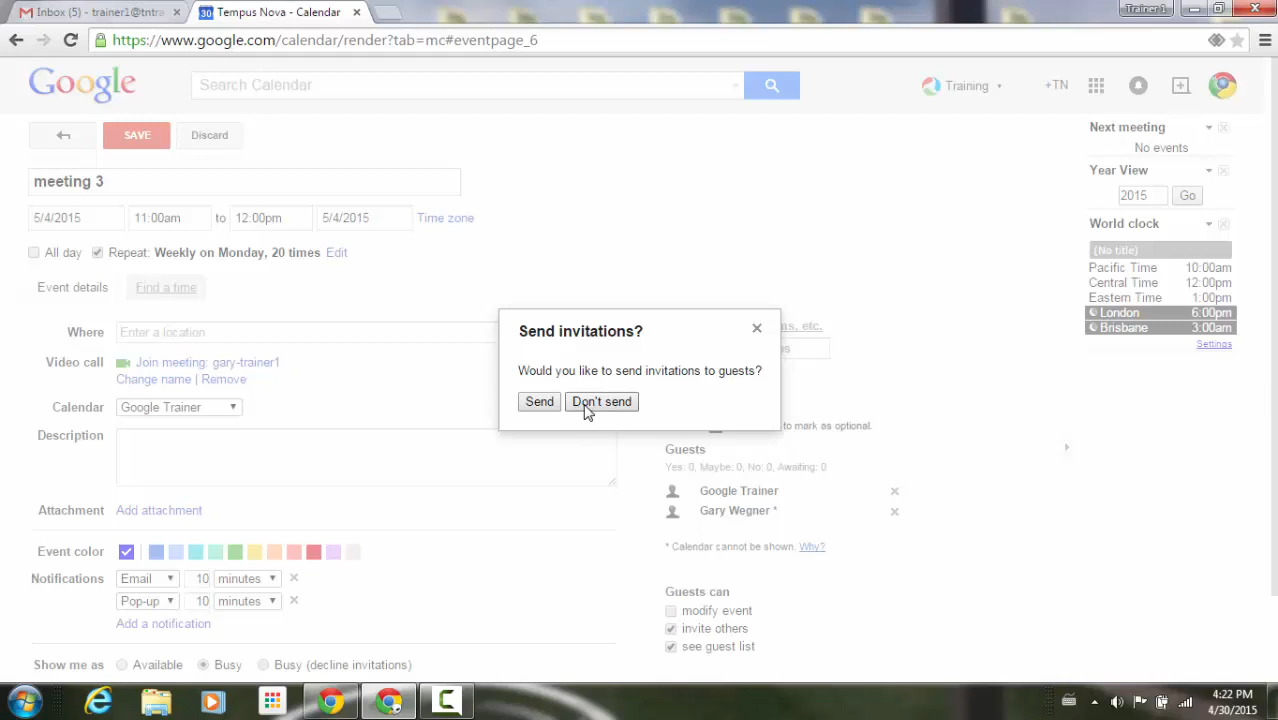 Inbox (5) - trainer1@tntra
Tempus Nova - Calendar
Trainer1
https://www.google.com/calendar/render?tab=mc#eventpage_6
Google
Search Calendar
Training
+TN
SAVE
Discard
meeting 3
5/4/2015 11:00am to 12:00pm 5/4/2015 Time zone
All day Repeat: Weekly on Monday, 20 times Edit
Event details Find a time
Where Enter a location
Video call Join meeting: gary-trainer1
Change name | Remove
Calendar Google Trainer
Description
Attachment Add attachment
Event color
Notifications Email 10 minutes
Pop-up 10 minutes
Add a notification
Show me as Available Busy Busy (decline invitations)
Send invitations?
Would you like to send invitations to guests?
Send Don't send
ms, etc.
to mark as optional.
Guests
Yes: 0, Maybe: 0, No: 0, Awaiting: 0
Google Trainer
Gary Wegner *
* Calendar cannot be shown. Why?
Guests can
modify event
invite others
see guest list
Next meeting
No events
Year View
2015 Go
World clock
(No title)
Pacific Time 10:00am
Central Time 12:00pm
Eastern Time 1:00pm
London 6:00pm
Brisbane 3:00am
Settings
4:22 PM
4/30/2015